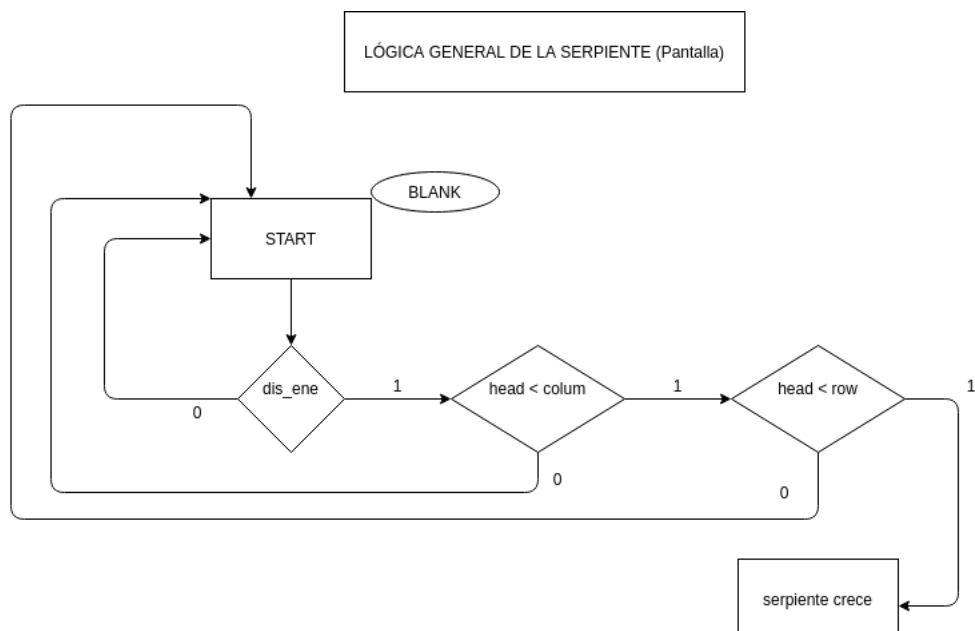 LÓGICA GENERAL DE LA SERPIENTE (Pantalla)
BLANK
START
dis_ene
1
head < colum
1
head < row
1
0
0
0
serpiente crece